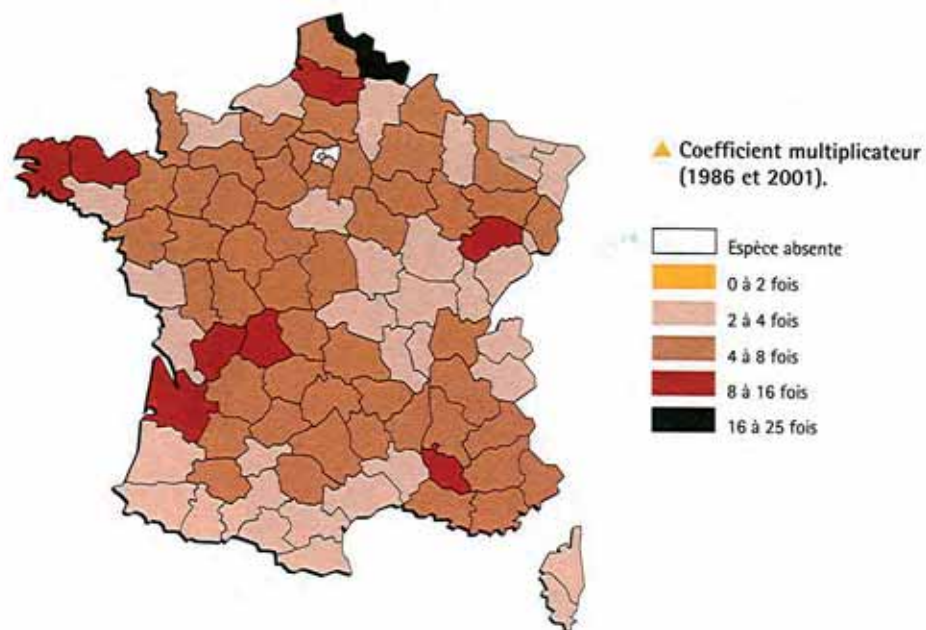 Coefficient multiplicateur
(1986 et 2001).
Espèce absente
0 à 2 fois
2 à 4 fois
4 à 8 fois
8 à 16 fois
16 à 25 fois